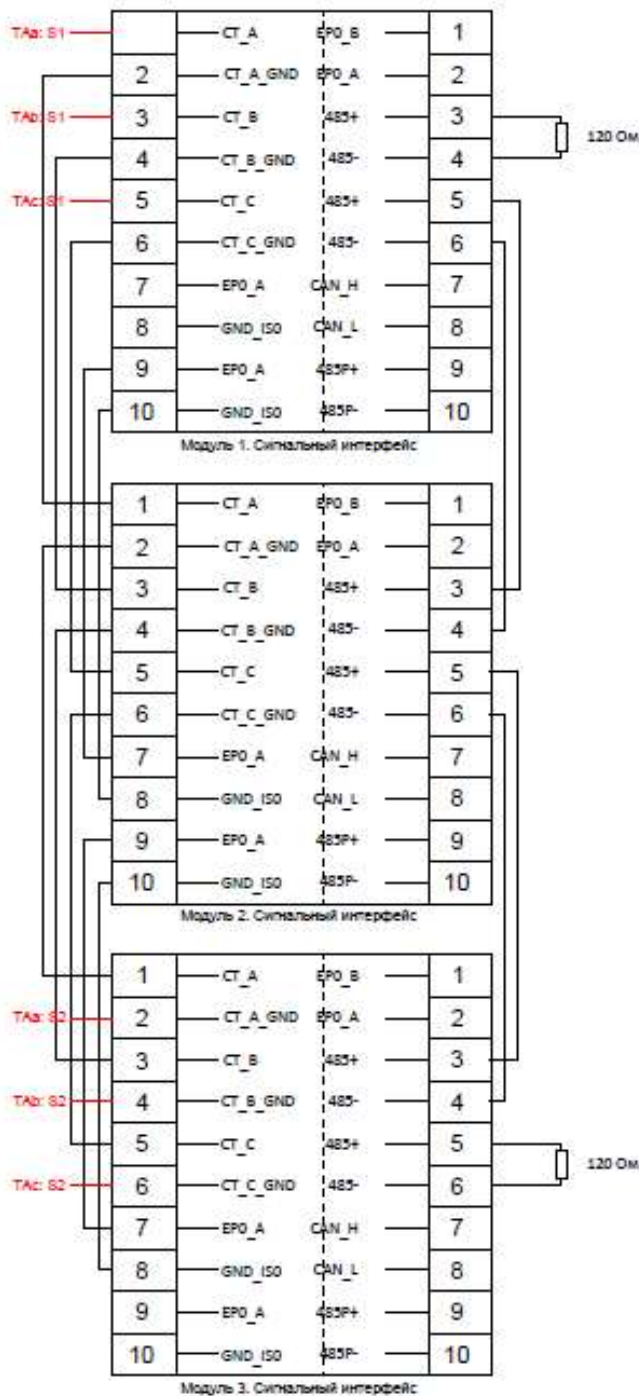 TAa: S1 CT_A EP0_B 1
2 CT_A_GND EP0_A 2
TAb: S1 3 CT_B 485+ 3
120 Ом
4 CT_B_GND 485- 4
TAc: S1 5 CT_C 485+ 5
6 CT_C_GND 485- 6
7 EP0_A CAN_H 7
8 GND_IS0 CAN_L 8
9 EP0_A 485P+ 9
10 GND_IS0 485P- 10
Модуль 1. Сигнальный интерфейс
1 CT_A EP0_B 1
2 CT_A_GND EP0_A 2
3 CT_B 485+ 3
4 CT_B_GND 485- 4
5 CT_C 485+ 5
6 CT_C_GND 485- 6
7 EP0_A CAN_H 7
8 GND_IS0 CAN_L 8
9 EP0_A 485P+ 9
10 GND_IS0 485P- 10
Модуль 2. Сигнальный интерфейс
1 CT_A EP0_B 1
TAa: S2 2 CT_A_GND EP0_A 2
3 CT_B 485+ 3
TAb: S2 4 CT_B_GND 485- 4
5 CT_C 485+ 5
120 Ом
TAc: S2 6 CT_C_GND 485- 6
7 EP0_A CAN_H 7
8 GND_IS0 CAN_L 8
9 EP0_A 485P+ 9
10 GND_IS0 485P- 10
Модуль 3. Сигнальный интерфейс